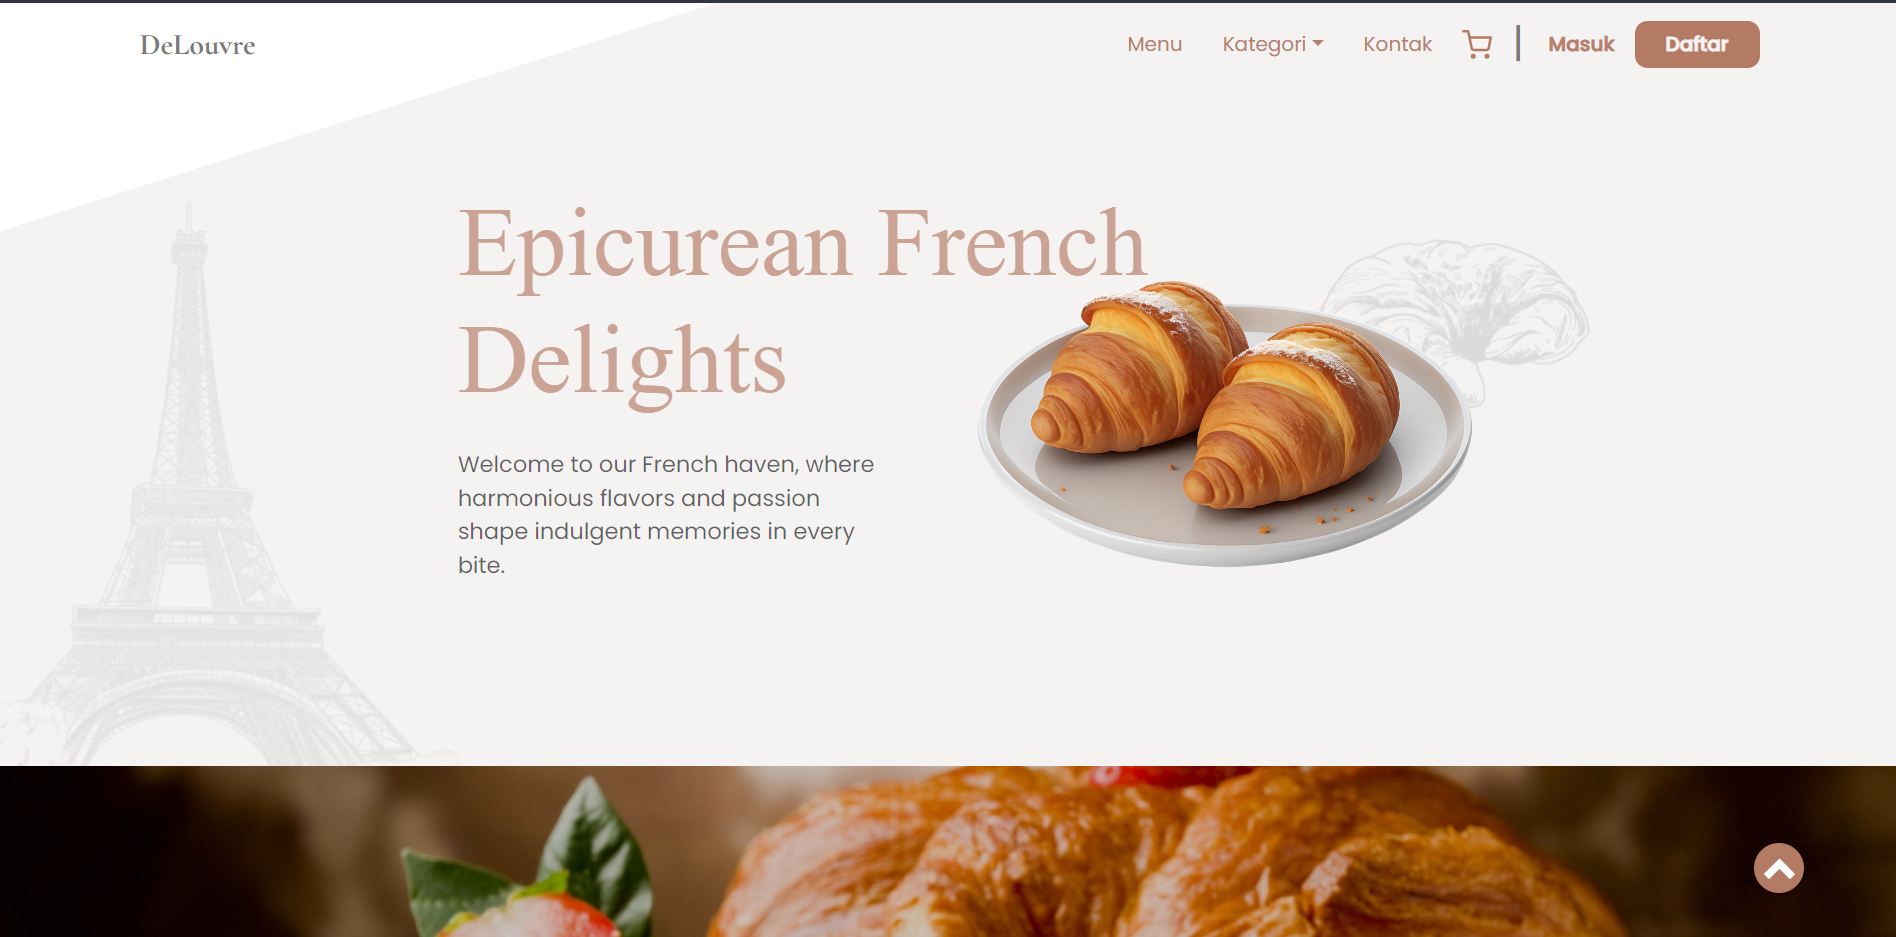 DeLouvre
Menu
Kategori
Kontak
Masuk
Daftar
Epicurean French
Delights
Welcome to our French haven, where
harmonious flavors and passion
shape indulgent memories in every
bite.